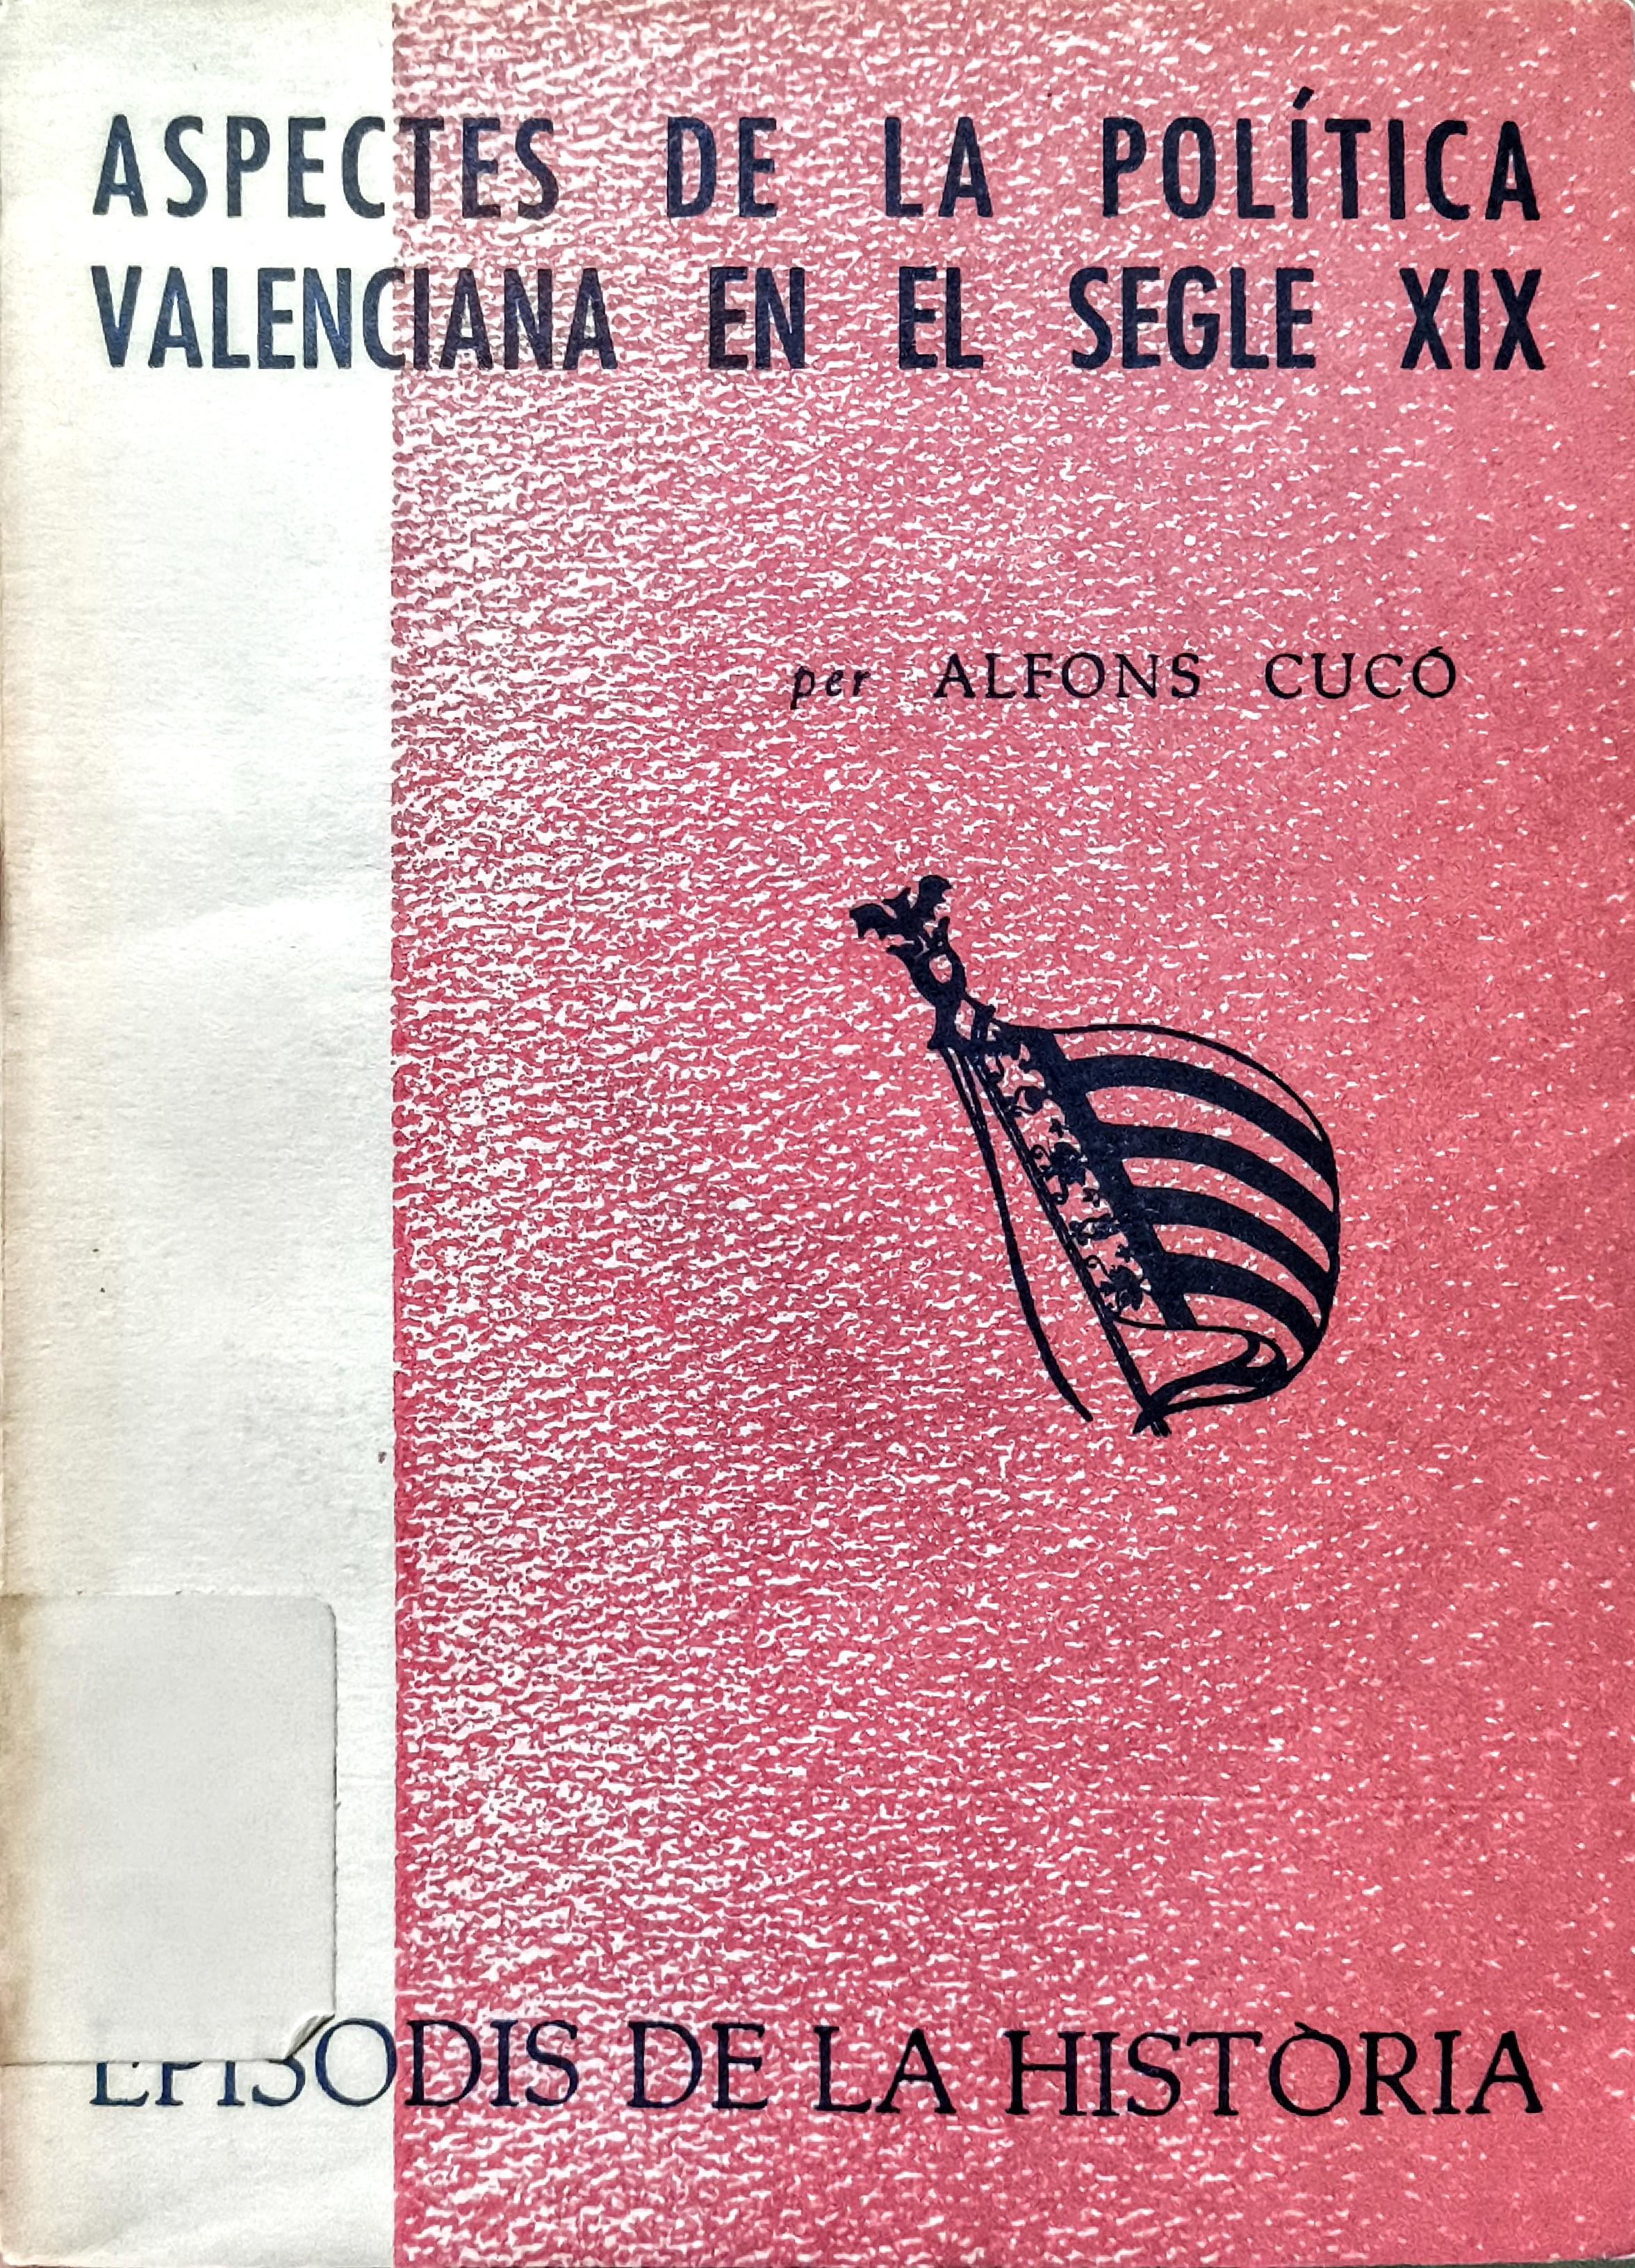 ASPECTES DE LA POLÍTICA
VALENCIANA EN EL SEGLE XIX
per ALFONS CUCÓ
EPISODIS DE LA HISTÒRIA